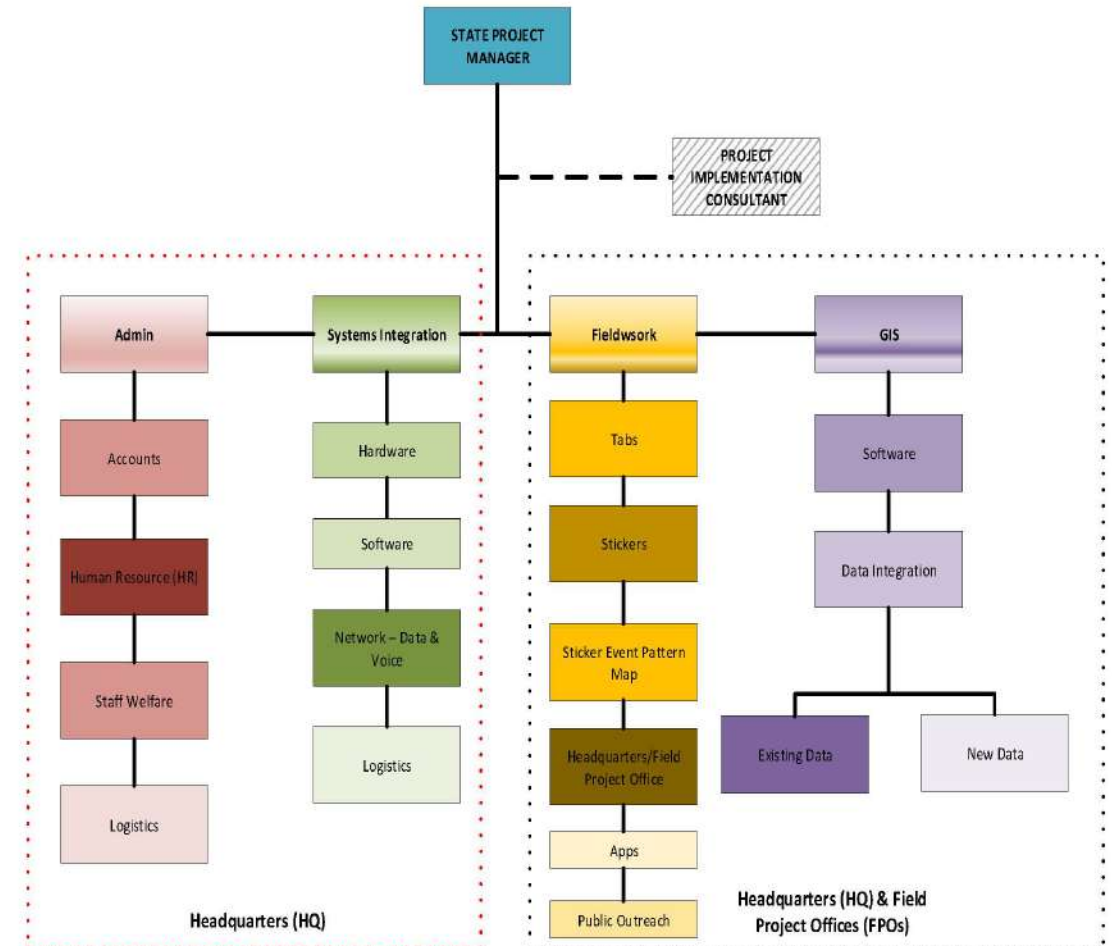 STATE PROJECT
MANAGER
PROJECT
IMPLEMENTATION
CONSULTANT
Admin
Systems Integration
Fieldwsork
GIS
Accounts
Hardware
Tabs
Software
Human Resource (HR)
Software
Stickers
Data Integration
Staff Welfare
Network – Data &
Voice
Sticker Event Pattern
Map
Logistics
Logistics
Headquarters/Field
Project Office
Existing Data
New Data
Apps
Public Outreach
Headquarters (HQ)
Headquarters (HQ) & Field
Project Offices (FPOs)